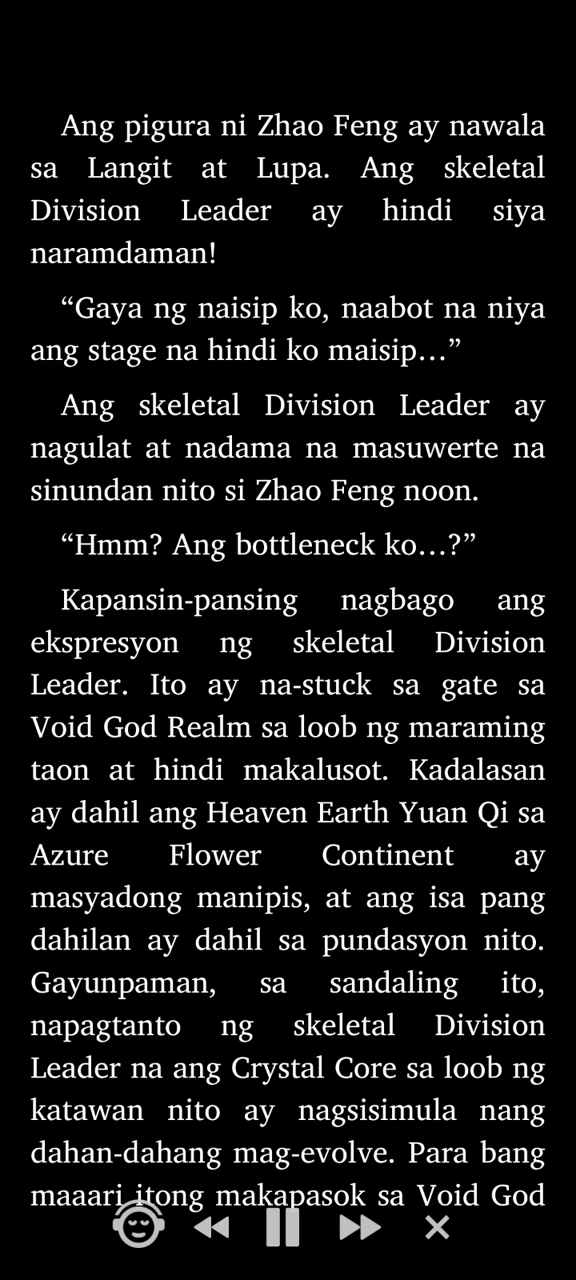 Ang pigura ni Zhao Feng ay nawala
sa Langit at Lupa. Ang skeletal
Division Leader ay hindi siya
naramdaman!
“Gaya ng naisip ko, naabot na niya
ang stage na hindi ko maisip…”
Ang skeletal Division Leader ay
nagulat at nadama na masuwerte na
sinundan nito si Zhao Feng noon.
“Hmm? Ang bottleneck ko…?”
Kapansin-pansing nagbago ang
ekspresyon ng skeletal Division
Leader. Ito ay na-stuck sa gate sa
Void God Realm sa loob ng maraming
taon at hindi makalusot. Kadalasan
ay dahil ang Heaven Earth Yuan Qi sa
Azure Flower Continent ay
masyadong manipis, at ang isa pang
dahilan ay dahil sa pundasyon nito.
Gayunpaman, sa sandaling ito,
napagtanto ng skeletal Division
Leader na ang Crystal Core sa loob ng
katawan nito ay nagsisimula nang
dahan-dahang mag-evolve. Para bang
maaari itong makapasok sa Void God